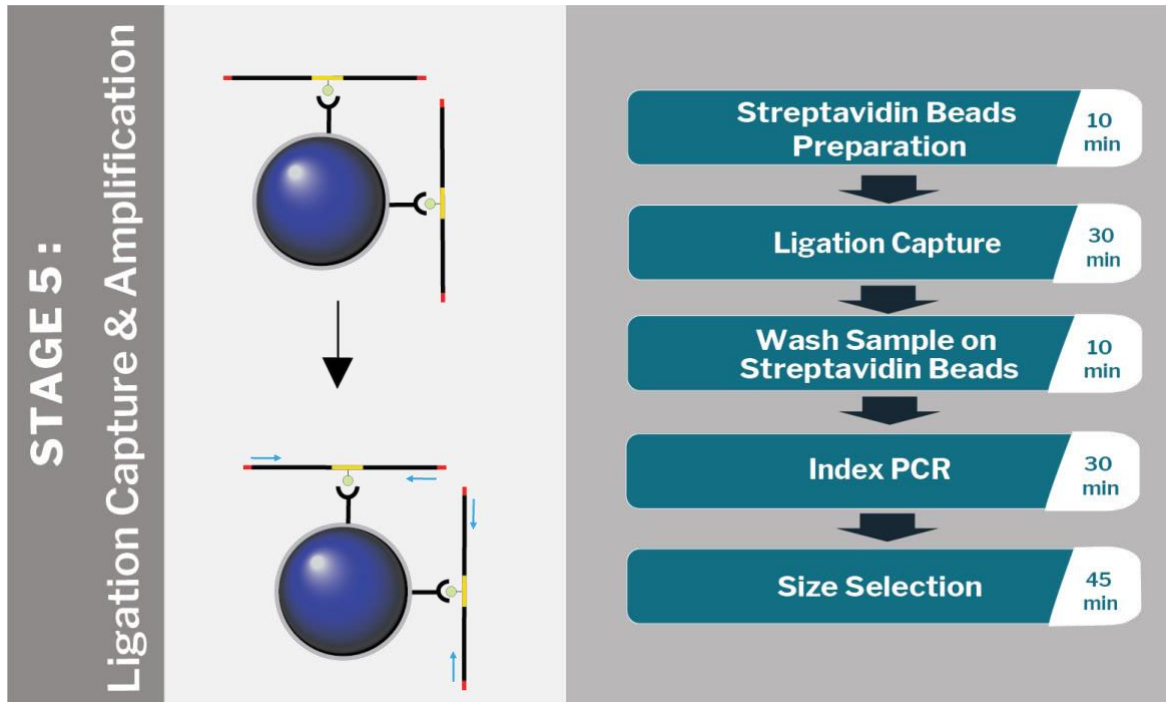 STAGE 5:
Ligation Capture & Amplification
Streptavidin Beads
Preparation
10
min
Ligation Capture
30
min
Wash Sample on
Streptavidin Beads
10
min
Index PCR
30
min
Size Selection
45
min